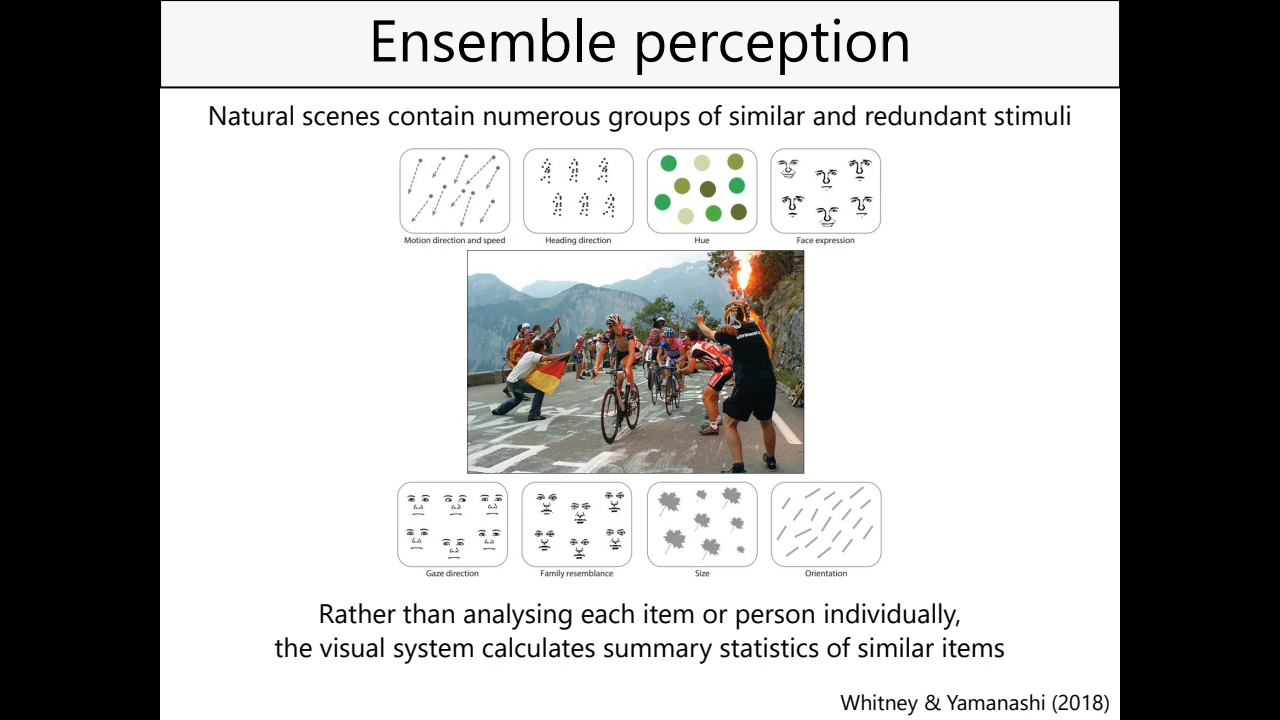 Ensemble perception
Natural scenes contain numerous groups of similar and redundant stimuli
Motion direction and speed
Heading direction
Hue
Face expression
Gaze direction
Family resemblance
Size
Orientation
Rather than analysing each item or person individually,
the visual system calculates summary statistics of similar items
Whitney & Yamanashi (2018)